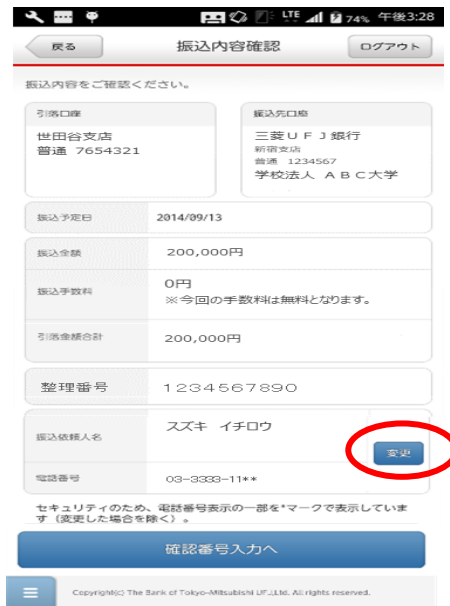 LTE 74% 午後3:28
戻る 振込内容確認 ログアウト
振込内容をご確認ください。
引落口座
世田谷支店
普通 7654321
振込先口座
三菱UFJ銀行
新宿支店
普通 1234567
学校法人 ABC大学
振込予定日 2014/09/13
振込金額 200,000円
振込手数料 0円
※今回の手数料は無料となります。
引落金額合計 200,000円
整理番号 1234567890
振込依頼人名 スズキ イチロウ
変更
電話番号 03-3333-11**
セキュリティのため、電話番号表示の一部を*マークで表示していま
す(変更した場合を除く)。
確認番号入力へ
Copyright(c) The Bank of Tokyo-Mitsubishi UFJ,Ltd. All rights reserved.